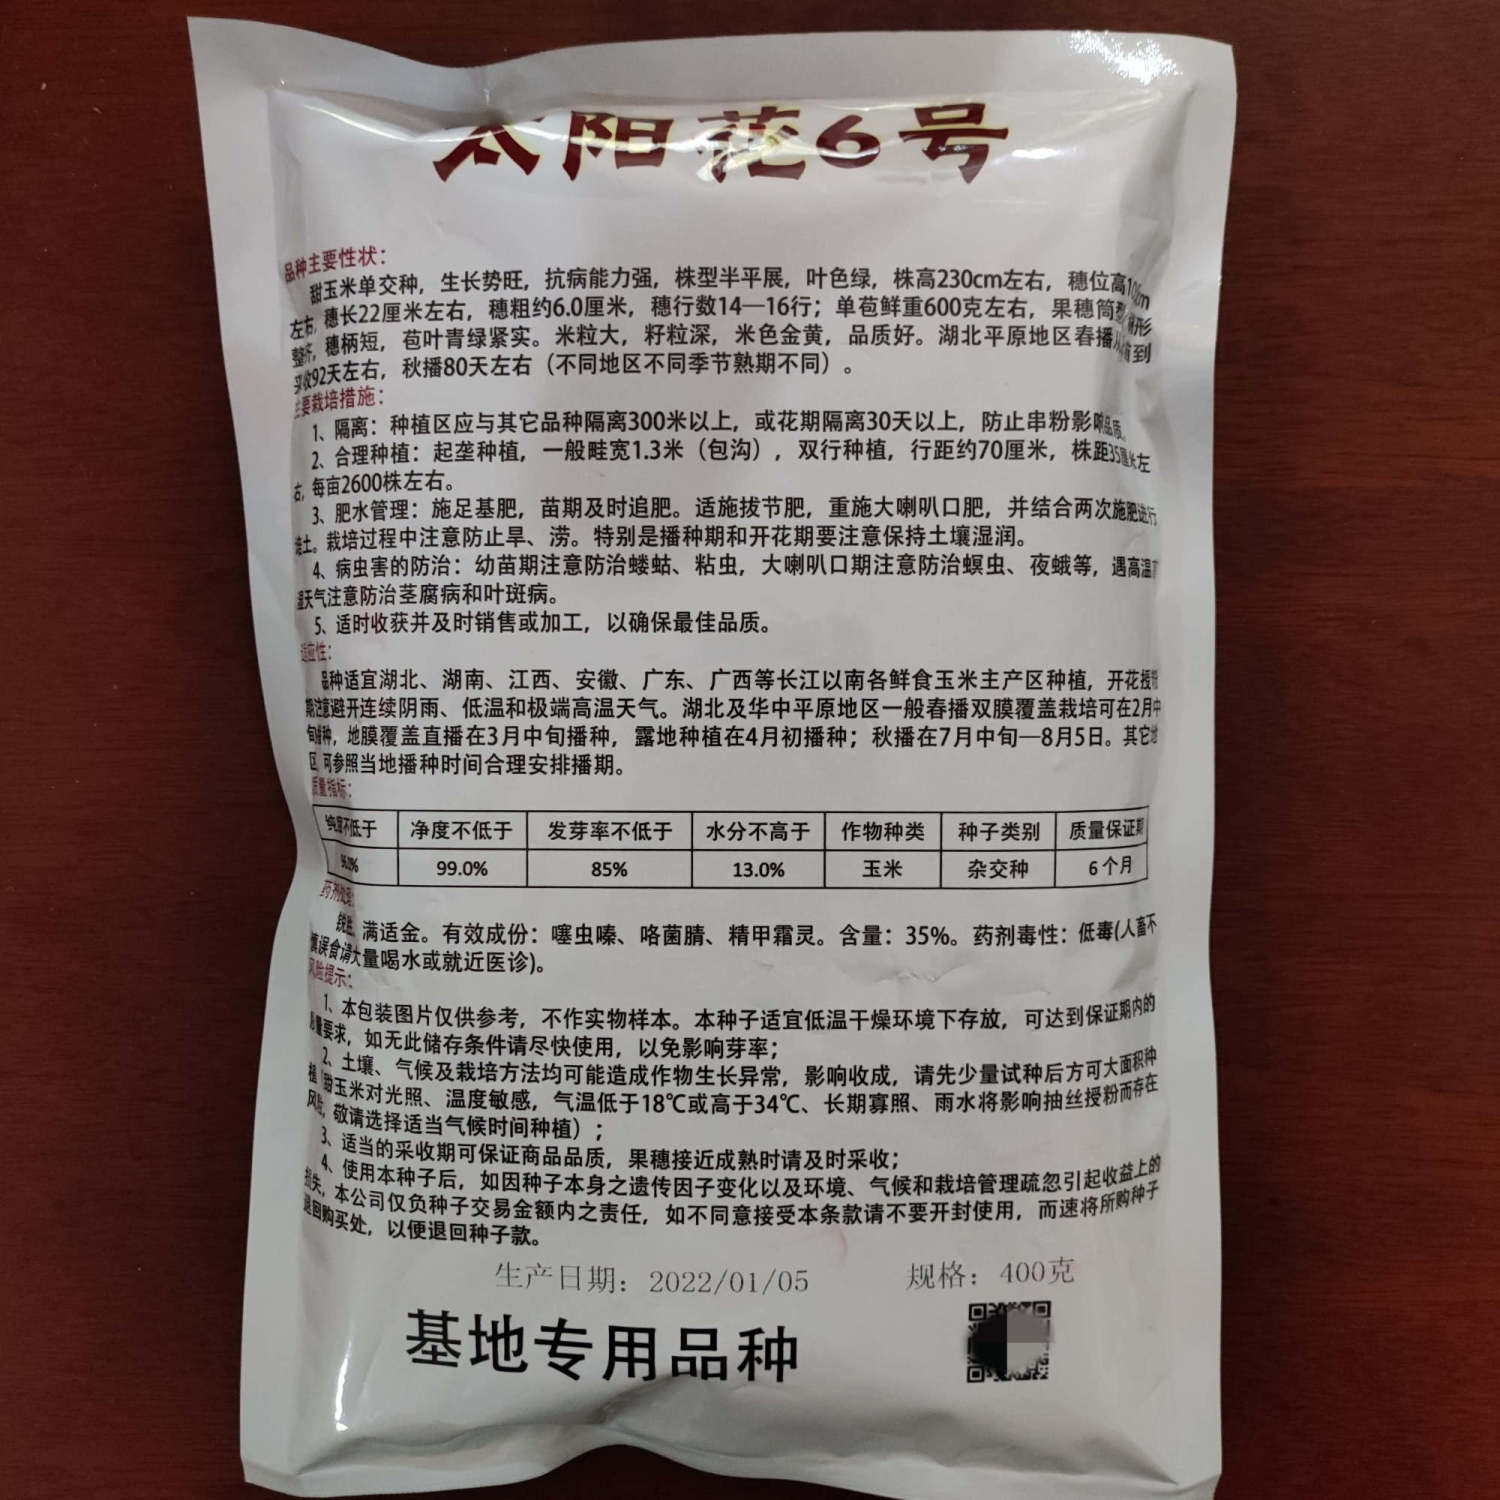 太阳花6号
品种主要性状：
甜玉米单交种，生长势旺，抗病能力强，株型半平展，叶色绿，株高230cm左右，穗位高
左右，穗长22厘米左右，穗粗约6.0厘米，穗行数14—16行；单苞鲜重600克左右，果穗筒型
整齐，穗柄短，苞叶青绿紧实。米粒大，籽粒深，米色金黄，品质好。湖北平原地区春播到
采收92天左右，秋播80天左右（不同地区不同季节熟期不同）。
主要栽培措施：
1、隔离：种植区应与其它品种隔离300米以上，或花期隔离30天以上，防止串粉影响品质。
2、合理种植：起垄种植，一般畦宽1.3米（包沟），双行种植，行距约70厘米，株距35厘米左
右，每亩2600株左右。
3、肥水管理：施足基肥，苗期及时追肥。适施拔节肥，重施大喇叭口肥，并结合两次施肥进行
培土。栽培过程中注意防止旱、涝。特别是播种期和开花期要注意保持土壤湿润。
4、病虫害的防治：幼苗期注意防治蝼蛄、粘虫，大喇叭口期注意防治螟虫、夜蛾等，遇高温
湿天气注意防治茎腐病和叶斑病。
5、适时收获并及时销售或加工，以确保最佳品质。
适应性：
品种适宜湖北、湖南、江西、安徽、广东、广西等长江以南各鲜食玉米主产区种植，开花授粉
期注意避开连续阴雨、低温和极端高温天气。湖北及华中平原地区一般春播双膜覆盖栽培可在2月中
旬播种，地膜覆盖直播在3月中旬播种，露地种植在4月初播种；秋播在7月中旬—8月5日。其它地
区可参照当地播种时间合理安排播期。
质量指标：
纯度不低于 净度不低于 发芽率不低于 水分不高于 作物种类 种子类别 质量保证期
96.0% 99.0% 85% 13.0% 玉米 杂交种 6个月
药剂处理：
锐胜、满适金。有效成份：噻虫嗪、咯菌腈、精甲霜灵。含量：35%。药剂毒性：低毒(人畜不
慎误食请大量喝水或就近医诊)。
风险提示：
1、本包装图片仅供参考，不作实物样本。本种子适宜低温干燥环境下存放，可达到保证期内的
质量要求，如无此储存条件请尽快使用，以免影响芽率；
2、土壤、气候及栽培方法均可能造成作物生长异常，影响收成，请先少量试种后方可大面积种
植（甜玉米对光照、温度敏感，气温低于18℃或高于34℃、长期寡照、雨水将影响抽丝授粉而存在
风险，敬请选择适当气候时间种植）；
3、适当的采收期可保证商品品质，果穗接近成熟时请及时采收；
4、使用本种子后，如因种子本身之遗传因子变化以及环境、气候和栽培管理疏忽引起收益上的
损失，本公司仅负种子交易金额内之责任，如不同意接受本条款请不要开封使用，而速将所购种子
退回购买处，以便退回种子款。
生产日期：2022/01/05 规格：400克
基地专用品种